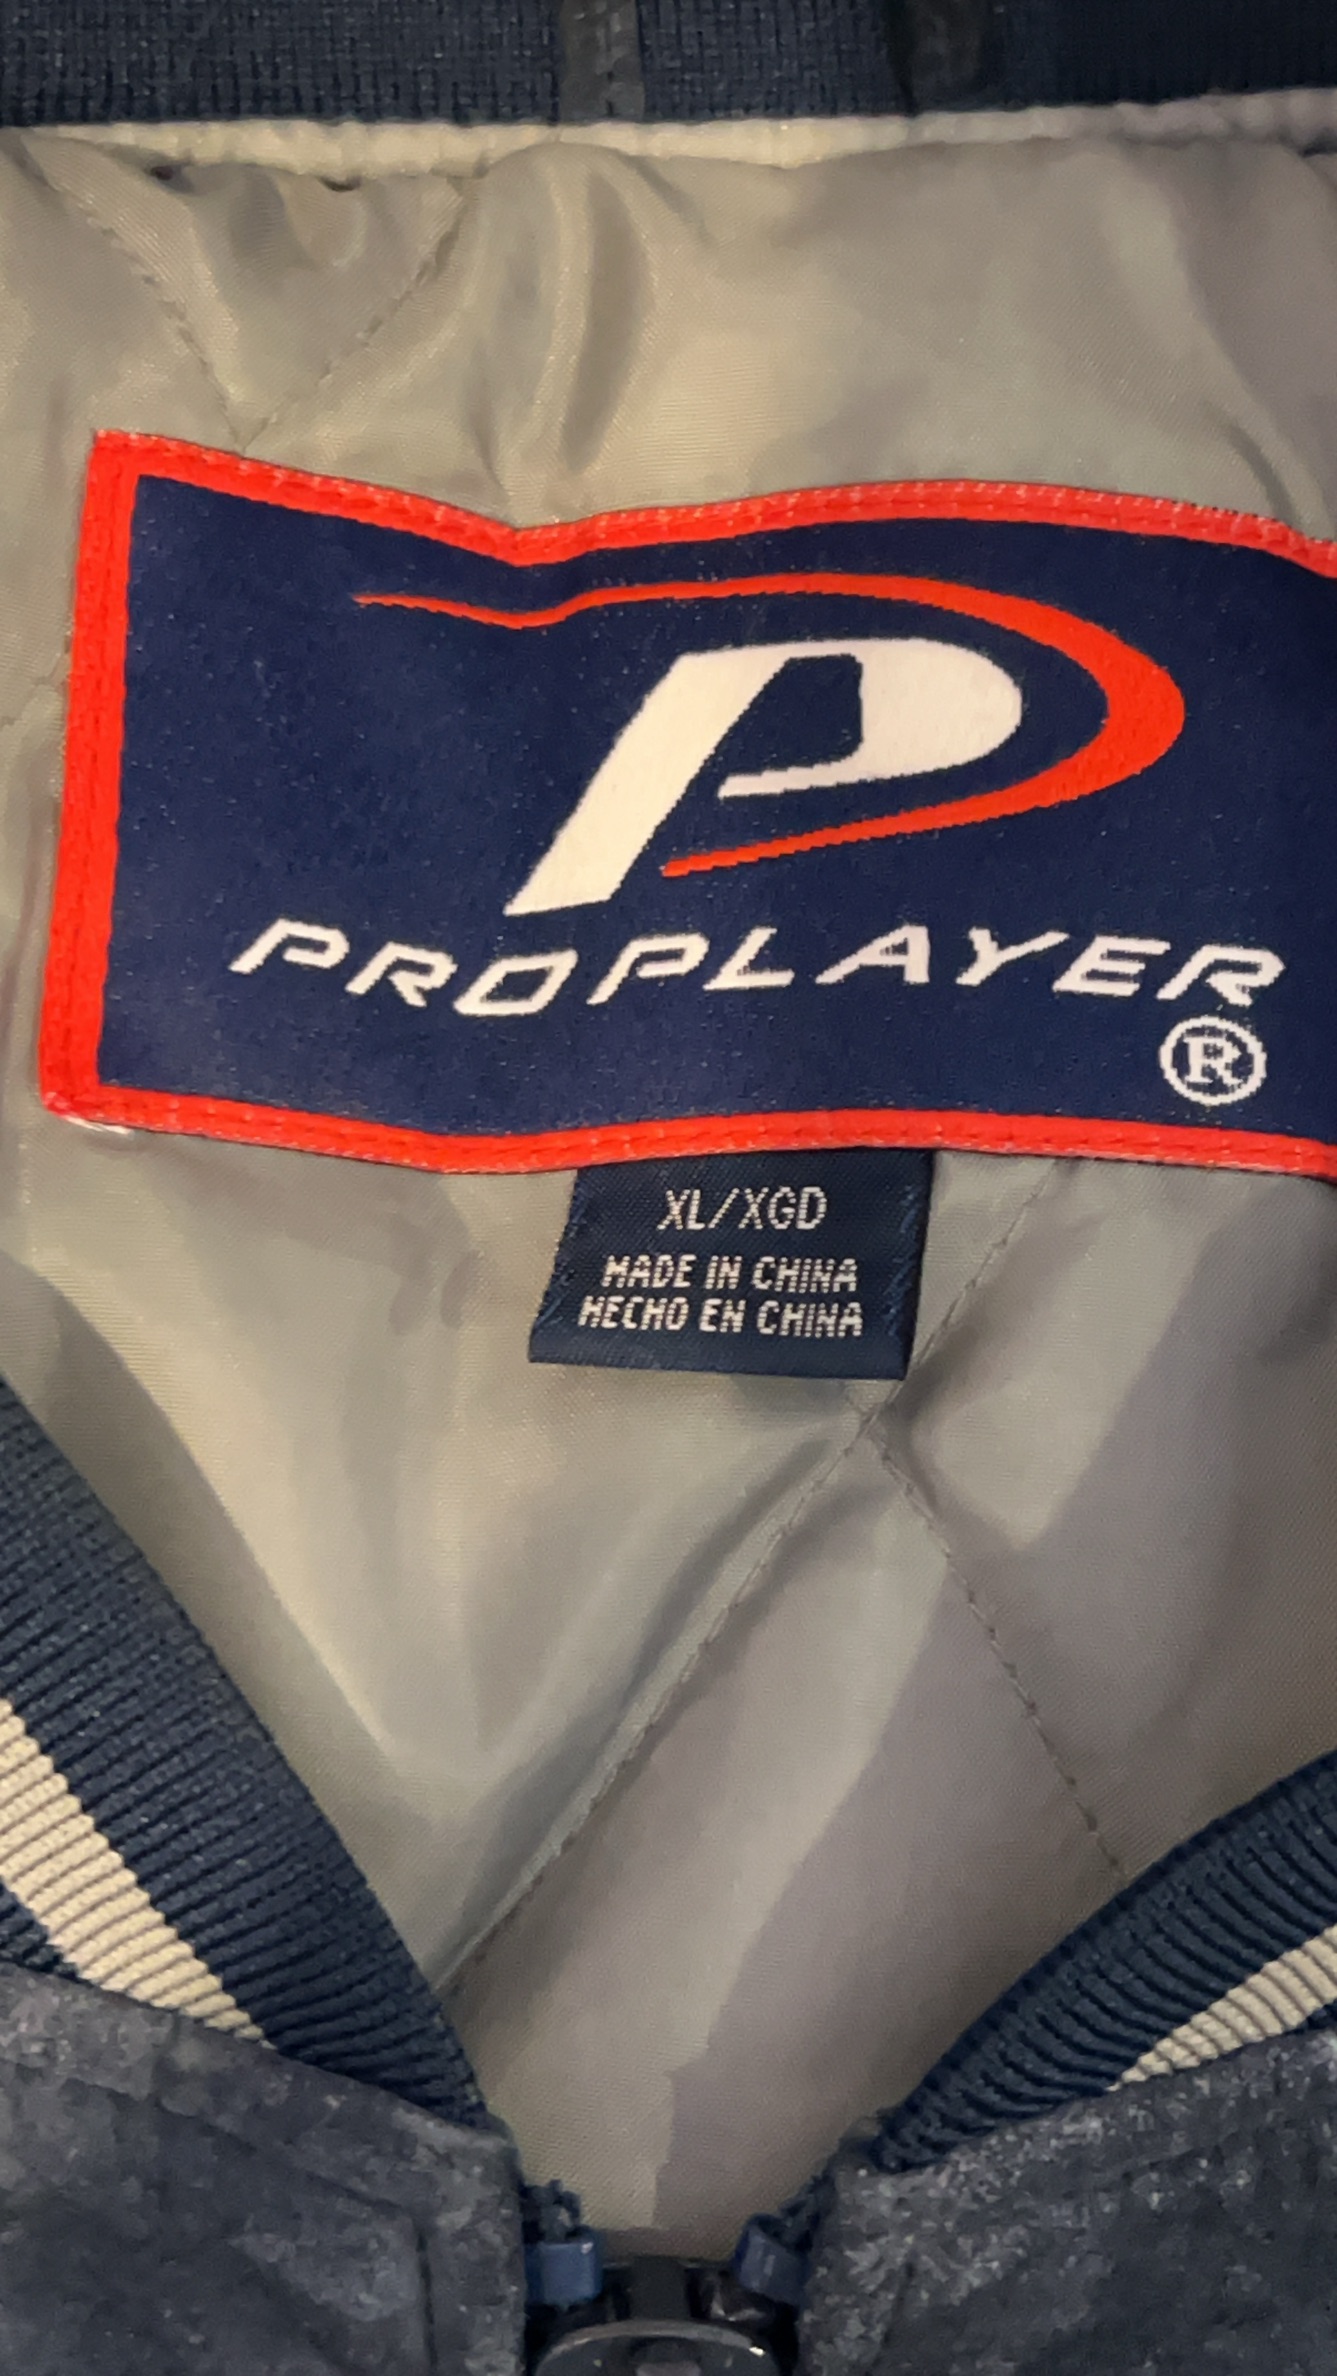 P
PROPLAYER
®
XL/XGD
MADE IN CHINA
HECHO EN CHINA